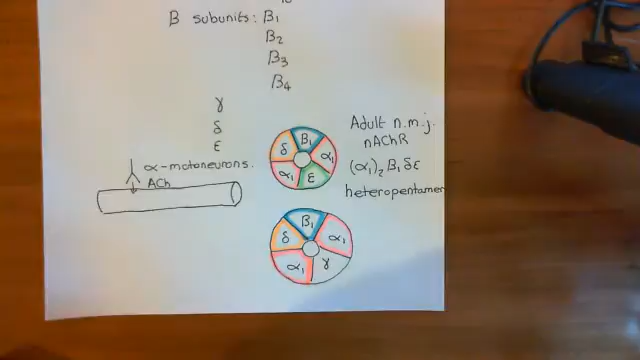 β subunits: β1
β2
β3
β4
γ
δ
ε
α-motoneurons.
ACh
β1
δ
α1
α1
ε
Adult n.m.j.
nAChR
(α1)2 β1 δε
heteropentamer
β1
δ
α1
α1
γ